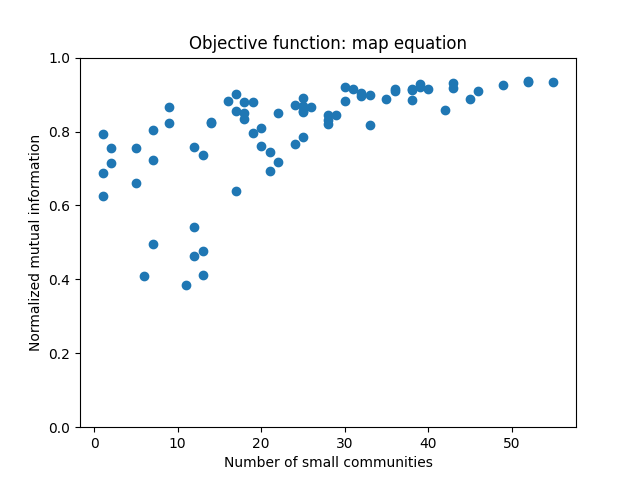 Objective function: map equation
1.0
0.8
0.6
0.4
0.2
0.0
Normalized mutual information
0 10 20 30 40 50
Number of small communities